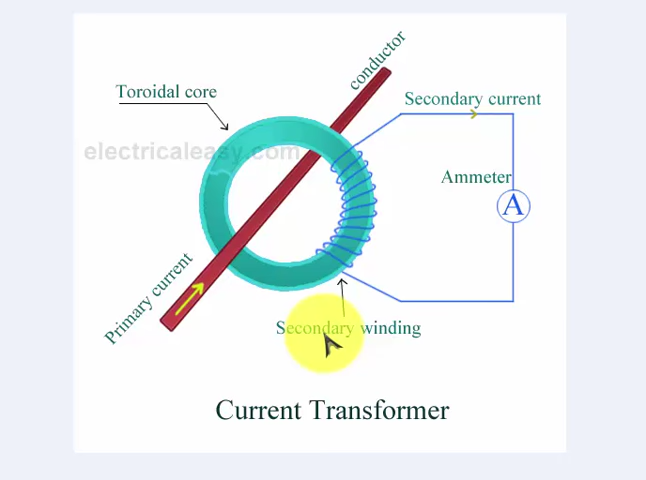 conductor
Toroidal core
Secondary current
electricaleasy.com
Ammeter
A
Primary current
Secondary winding
Current Transformer